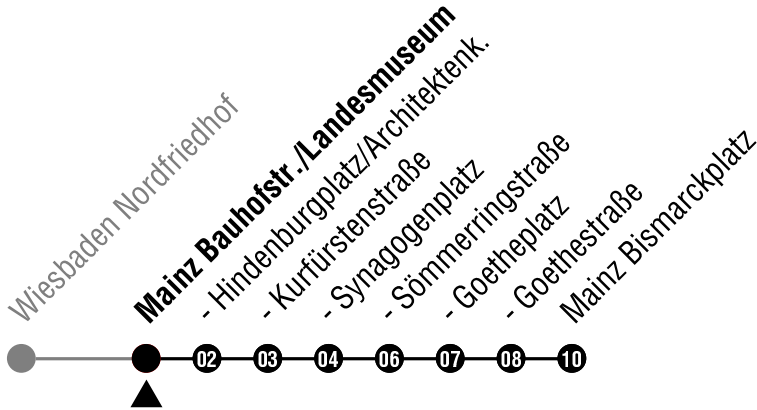 Wiesbaden Nordfriedhof
Mainz Bauhofstr./Landesmuseum
- Hindenburgplatz/Architektenk.
- Kurfürstenstraße
- Synagogenplatz
- Sömmerringstraße
- Goetheplatz
- Goethestraße
Mainz Bismarckplatz
02 03 04 06 07 08 10